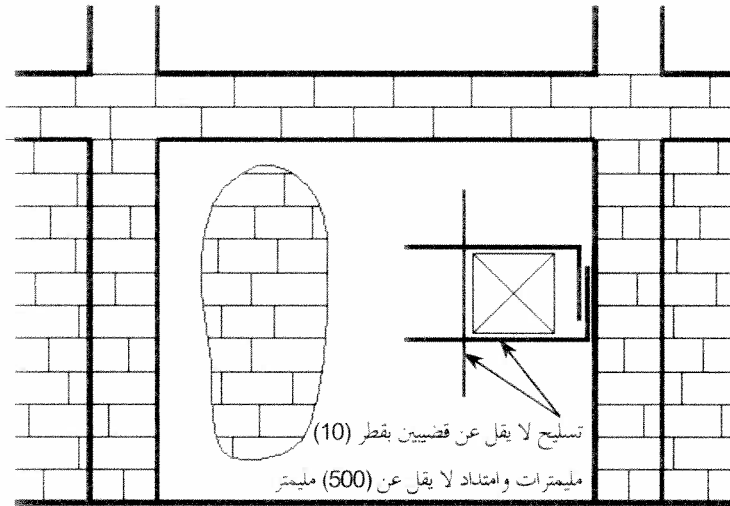 تسليح لا يقل عن قضيبين بقطر (10)
مليمترات وامتداد لا يقل عن (500) مليمتر